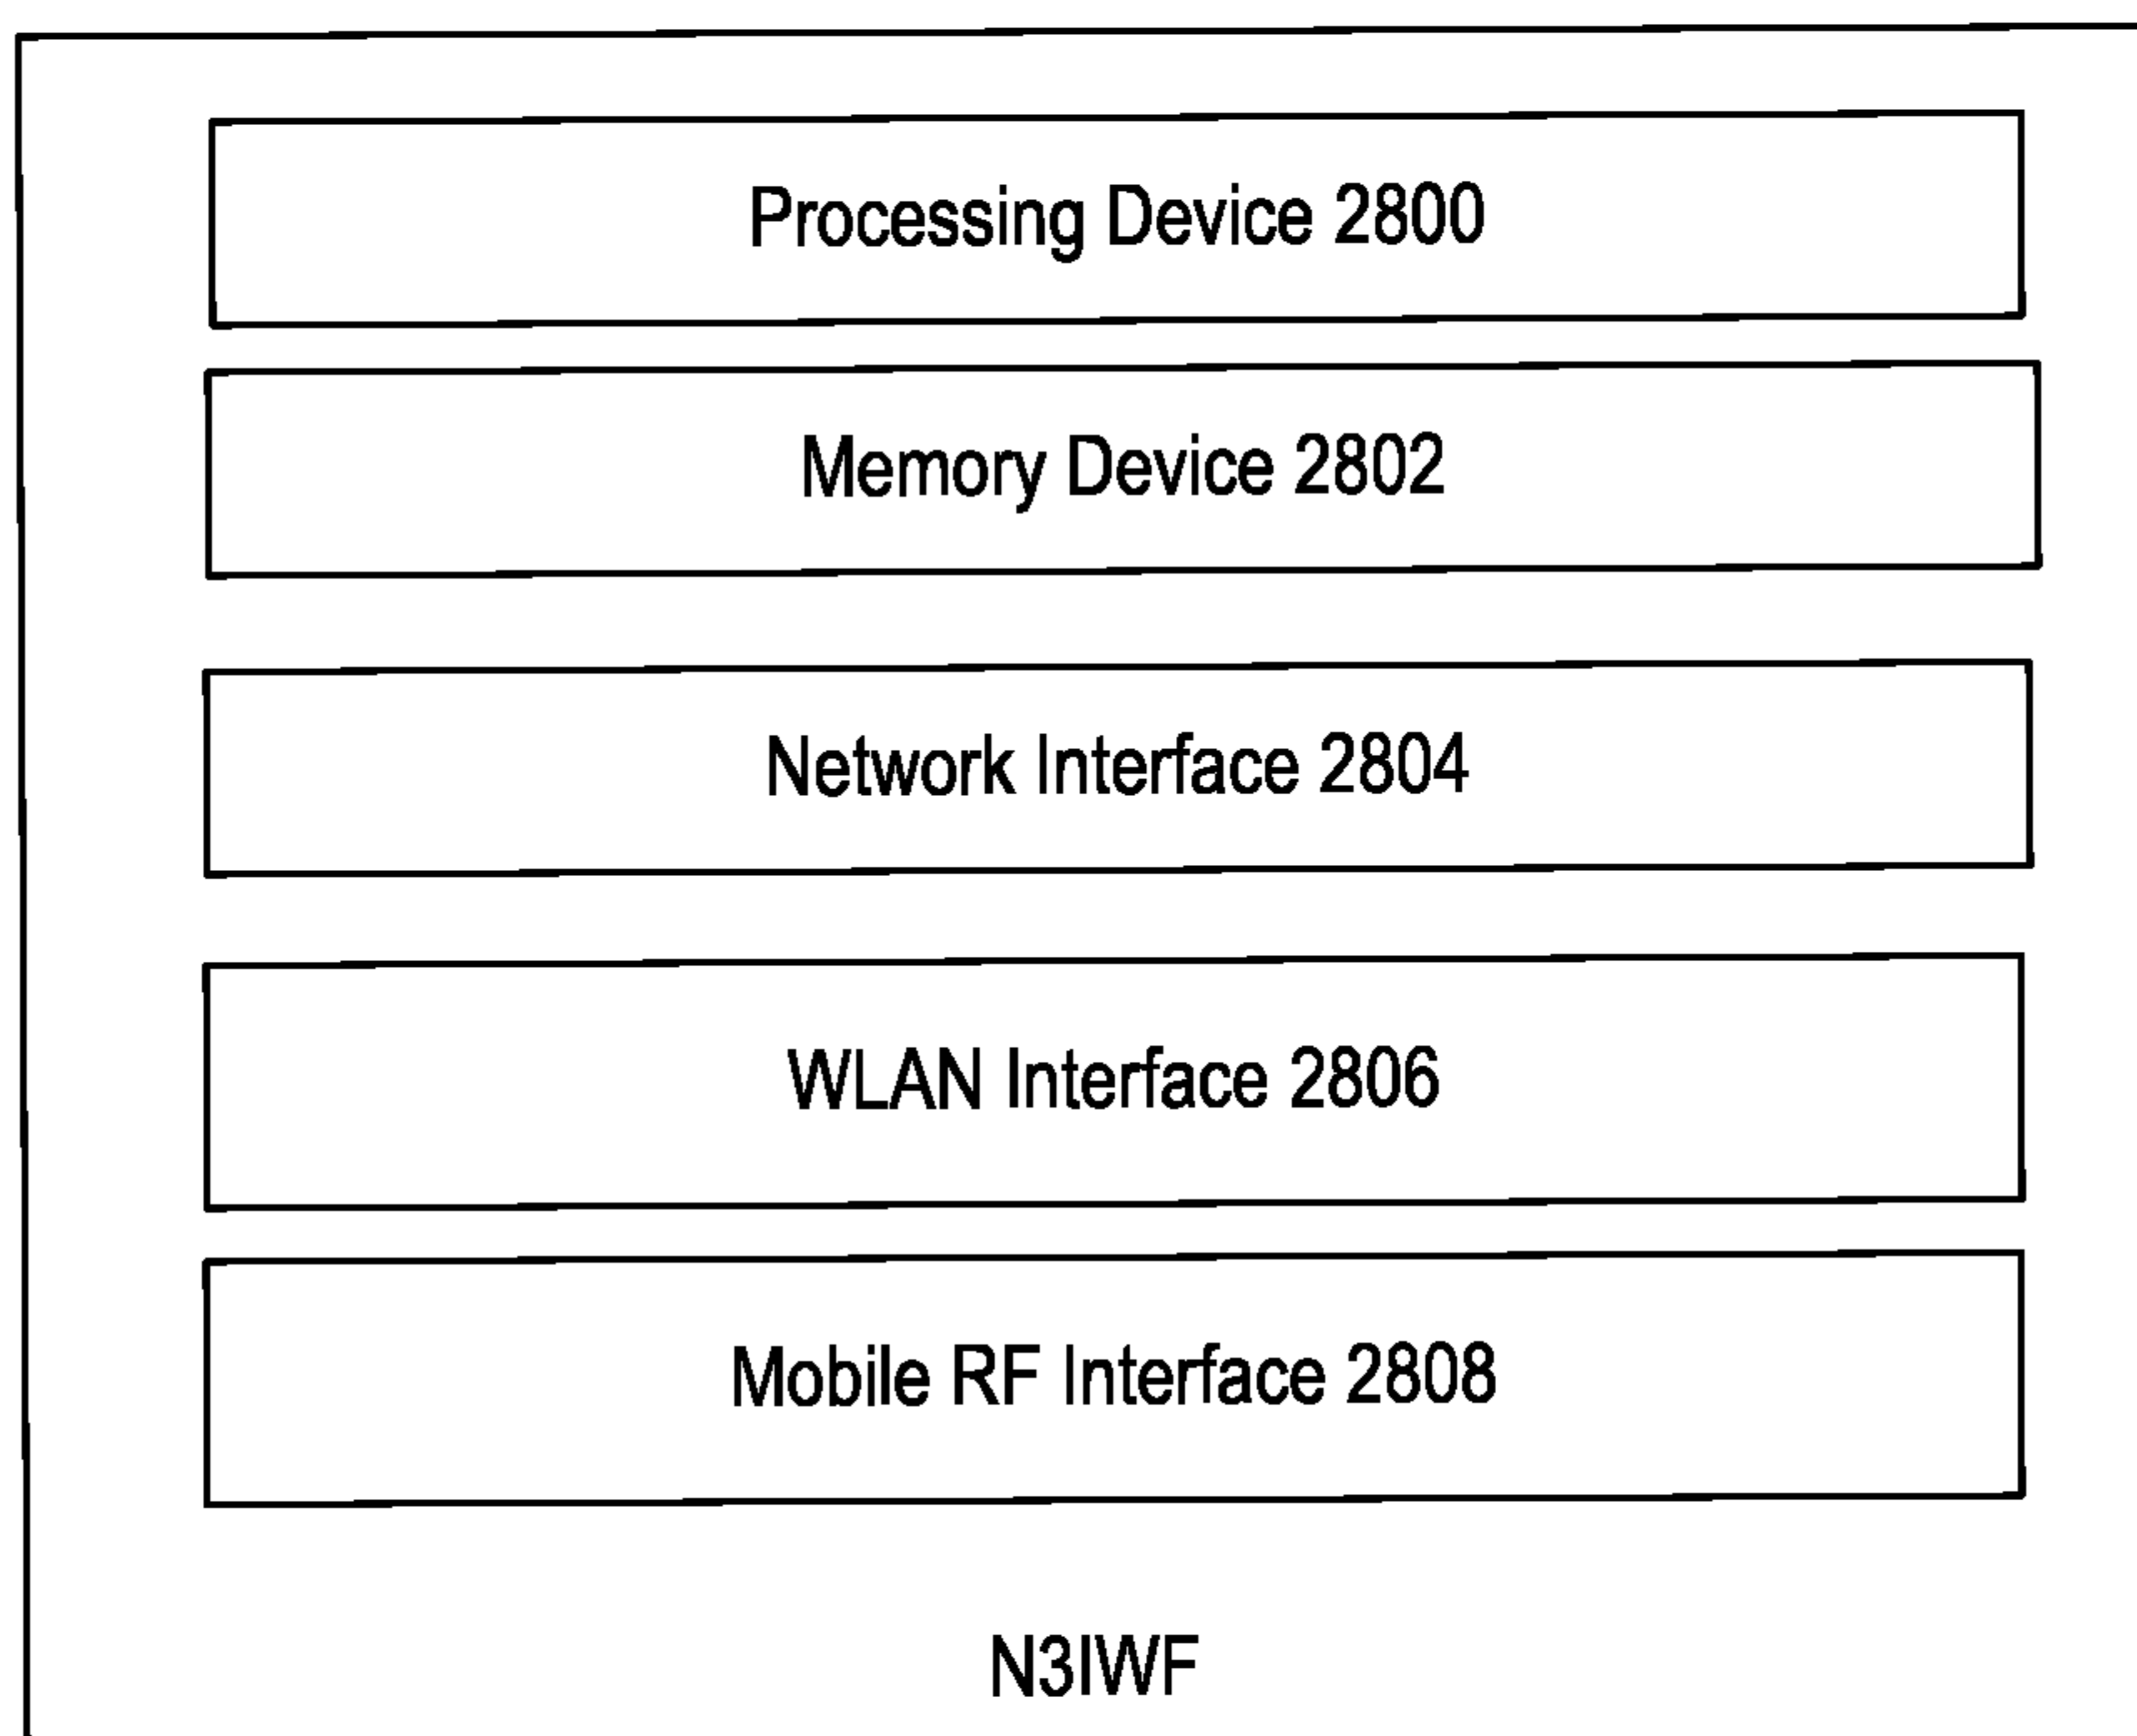 Processing Device 2800
Memory Device 2802
Network Interface 2804
WLAN Interface 2806
Mobile RF Interface 2808
N3IWF